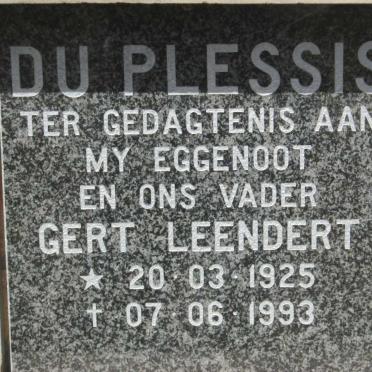 DU PLESSIS
TER GEDAGTENIS AAN
MY EGGENOOT
EN ONS VADER
GERT LEENDERT
★ 20·03·1925
† 07·06·1993